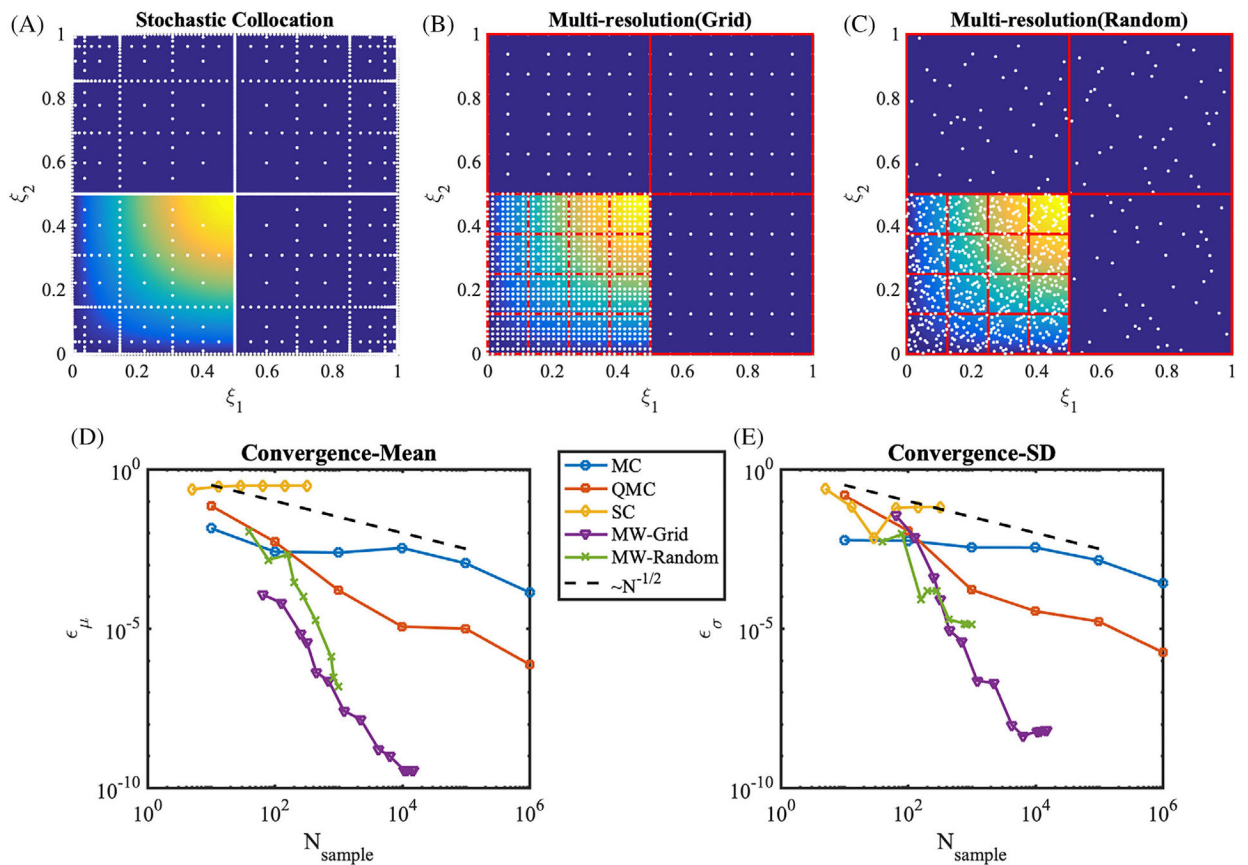 (A) Stochastic Collocation
(B) Multi-resolution(Grid)
(C) Multi-resolution(Random)
1
0.8
0.6
0.4
0.2
0
ξ2
0 0.2 0.4 0.6 0.8 1
ξ1
1
0.8
0.6
0.4
0.2
0
ξ2
0 0.2 0.4 0.6 0.8 1
ξ1
1
0.8
0.6
0.4
0.2
0
ξ2
0 0.2 0.4 0.6 0.8 1
ξ1
(D) Convergence-Mean
10^0
10^-5
10^-10
ϵμ
10^0 10^2 10^4 10^6
Nsample
MC
QMC
SC
MW-Grid
MW-Random
~N^-1/2
(E) Convergence-SD
10^0
10^-5
10^-10
ϵσ
10^0 10^2 10^4 10^6
Nsample